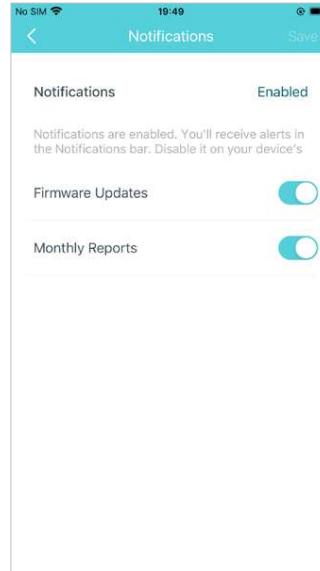 No SIM 19:49
Notifications Save
Notifications Enabled
Notifications are enabled. You'll receive alerts in
the Notifications bar. Disable it on your device's
Firmware Updates
Monthly Reports